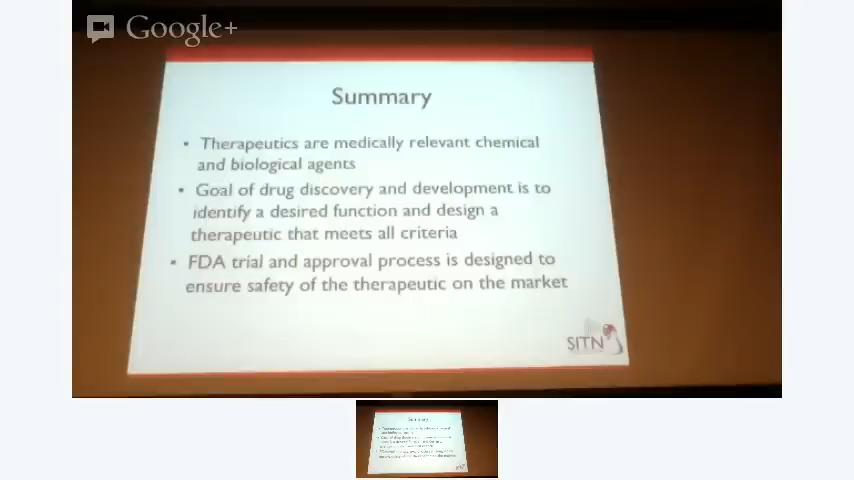 Google+
Summary
• Therapeutics are medically relevant chemical
and biological agents
• Goal of drug discovery and development is to
identify a desired function and design a
therapeutic that meets all criteria
• FDA trial and approval process is designed to
ensure safety of the therapeutic on the market
SITN
Summary